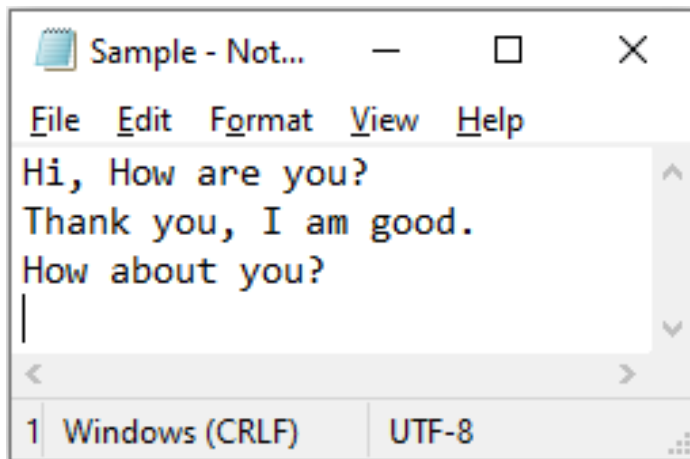 Sample - Not...
File Edit Format View Help
Hi, How are you?
Thank you, I am good.
How about you?
1 Windows (CRLF) UTF-8